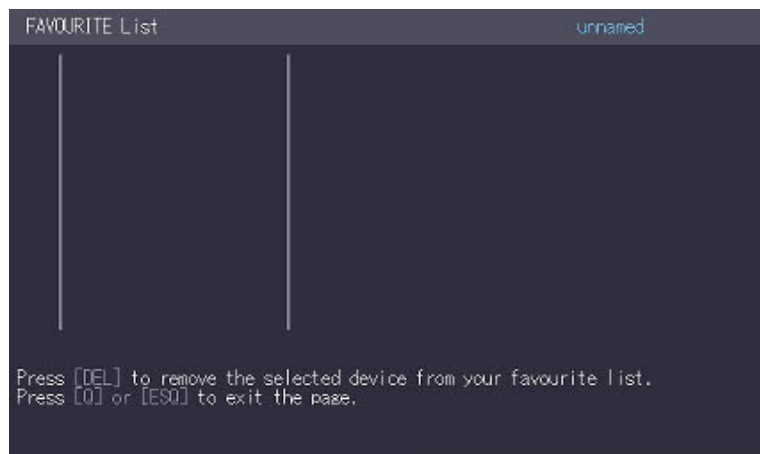 FAVOURITE List
unnamed
Press [DEL] to remove the selected device from your favourite list.
Press [Q] or [ESQ] to exit the page.